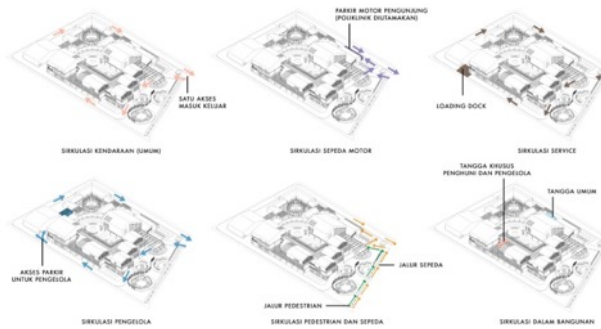 PARKIR MOTOR PENGUNJUNG
(POLIKLINIK DIUTAMAKAN)
SATU AKSES
MASUK KELUAR
LOADING DOCK
SIRKULASI KENDARAAN (UMUM)
SIRKULASI SEPEDA MOTOR
SIRKULASI SERVICE
TANGGA KHUSUS
PENGHUNI DAN PENGELOLA
TANGGA UMUM
AKSES PARKIR
UNTUK PENGELOLA
JALUR SEPEDA
JALUR PEDESTRIAN
SIRKULASI PENGELOLA
SIRKULASI PEDESTRIAN DAN SEPEDA
SIRKULASI DALAM BANGUNAN